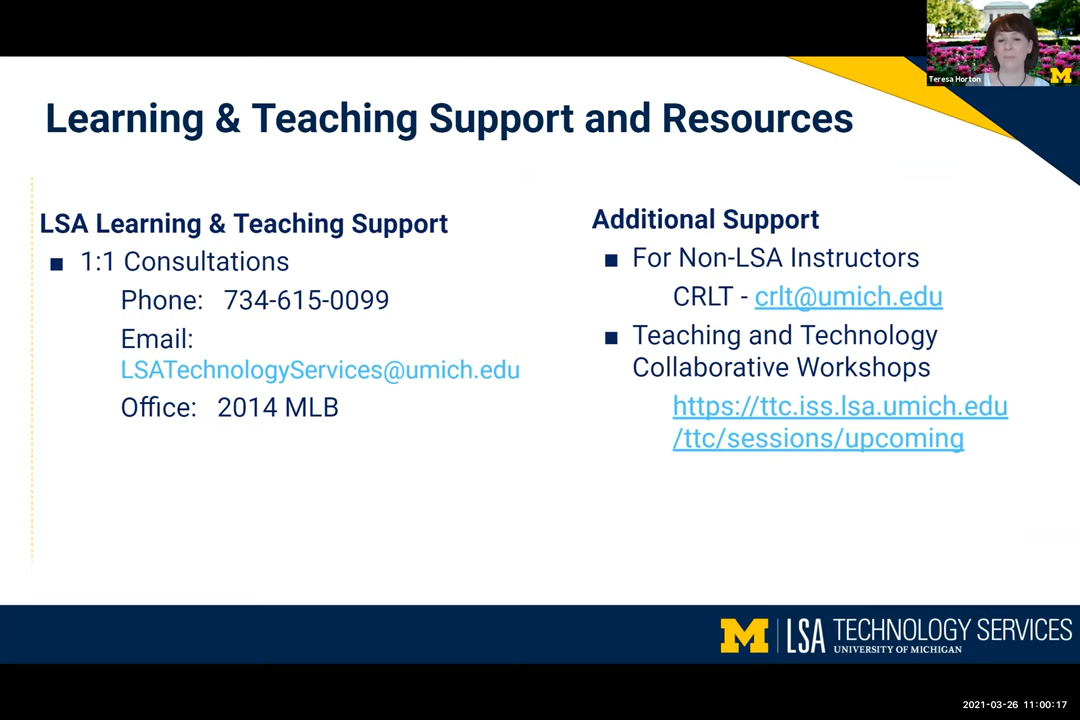 Teresa Horton
M
Learning & Teaching Support and Resources
LSA Learning & Teaching Support
■ 1:1 Consultations
Phone: 734-615-0099
Email:
LSATechnologyServices@umich.edu
Office: 2014 MLB
Additional Support
■ For Non-LSA Instructors
CRLT - crlt@umich.edu
■ Teaching and Technology
Collaborative Workshops
https://ttc.iss.lsa.umich.edu
/ttc/sessions/upcoming
M LSA TECHNOLOGY SERVICES
UNIVERSITY OF MICHIGAN
2021-03-26 11:00:17